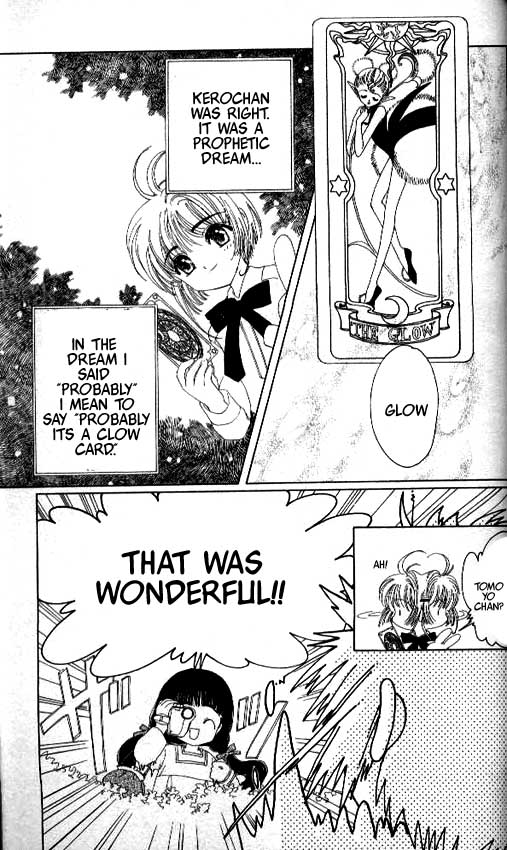 KEROCHAN
WAS RIGHT.
IT WAS A
PROPHETIC
DREAM...
THE GLOW
GLOW
IN THE
DREAM I
SAID
"PROBABLY"
I MEAN TO
SAY "PROBABLY
ITS A CLOW
CARD."
THAT WAS
WONDERFUL!!
AH!
TOMO
YO
CHAN?